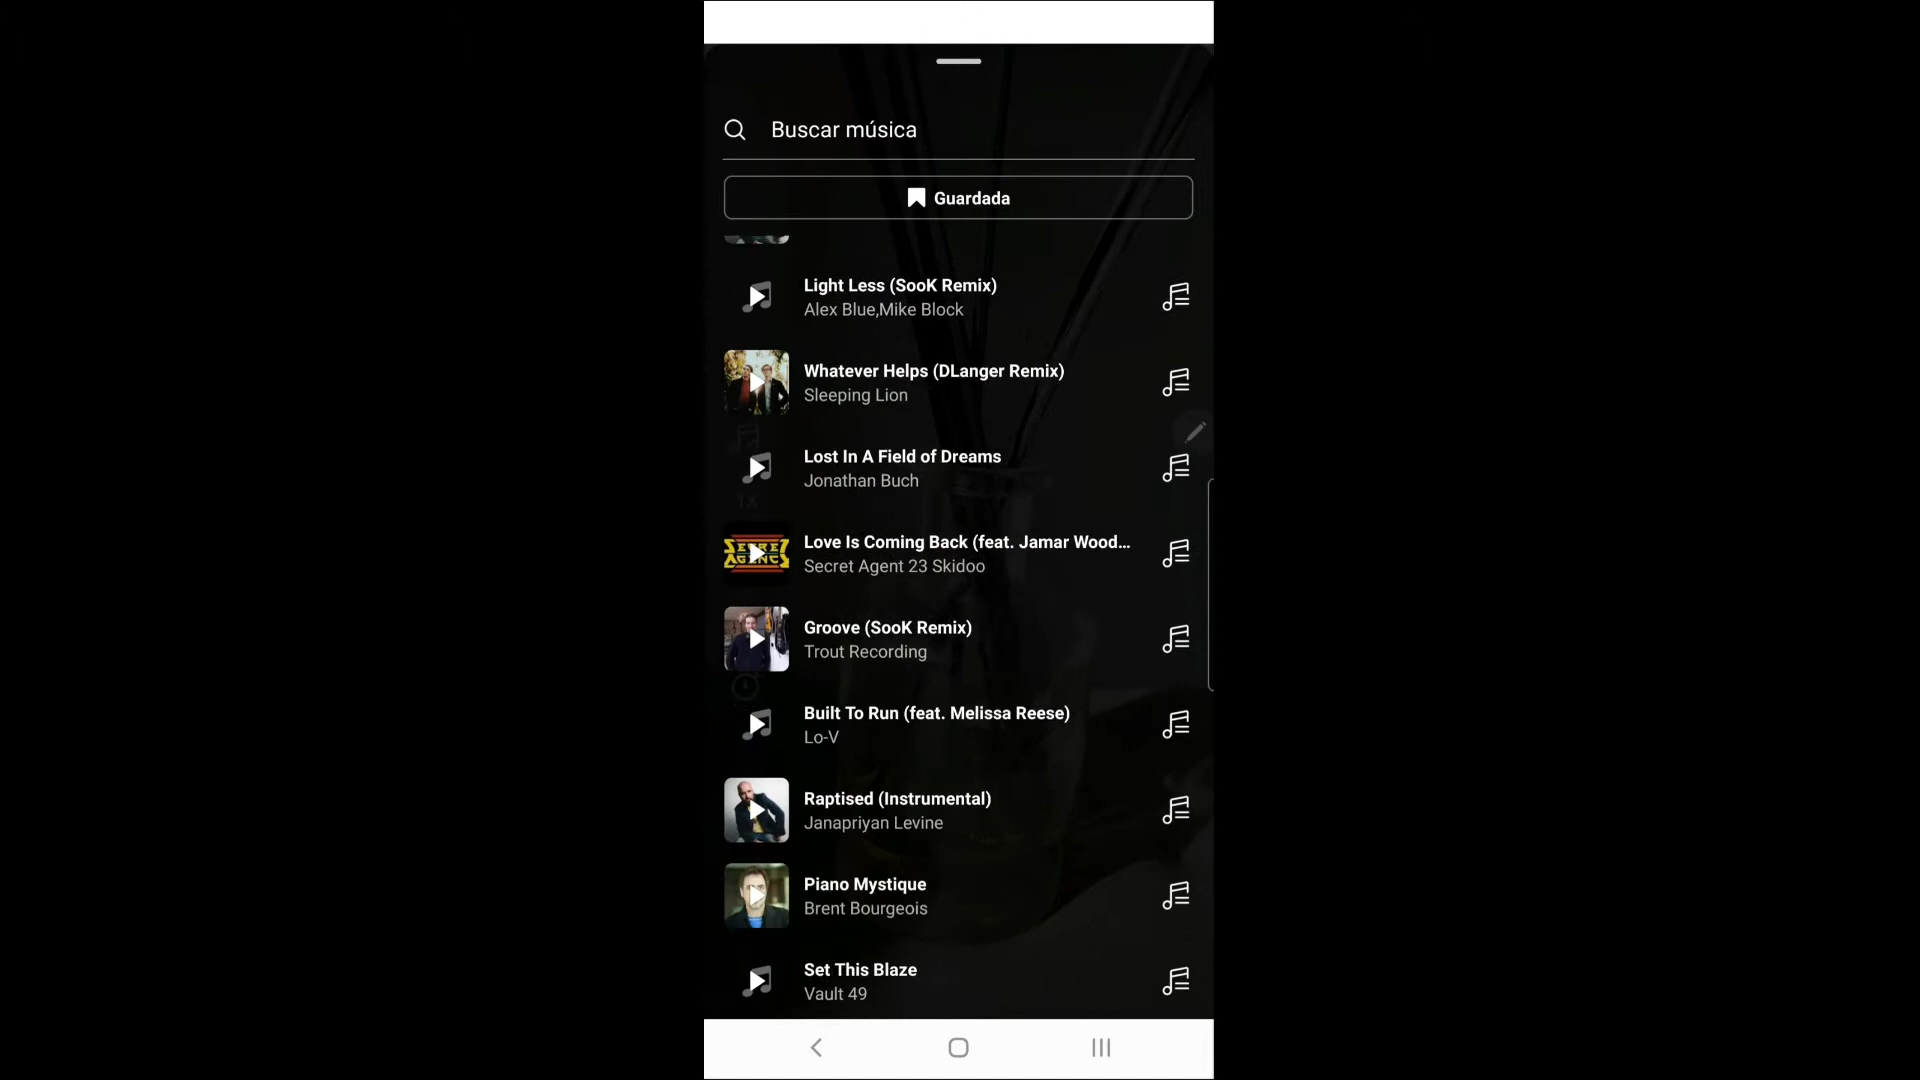 Buscar música
Guardada
Light Less (SooK Remix)
Alex Blue,Mike Block
Whatever Helps (DLanger Remix)
Sleeping Lion
Lost In A Field of Dreams
Jonathan Buch
SECRET
AGENCY
Love Is Coming Back (feat. Jamar Wood...
Secret Agent 23 Skidoo
Groove (SooK Remix)
Trout Recording
Built To Run (feat. Melissa Reese)
Lo-V
Raptised (Instrumental)
Janapriyan Levine
Piano Mystique
Brent Bourgeois
Set This Blaze
Vault 49